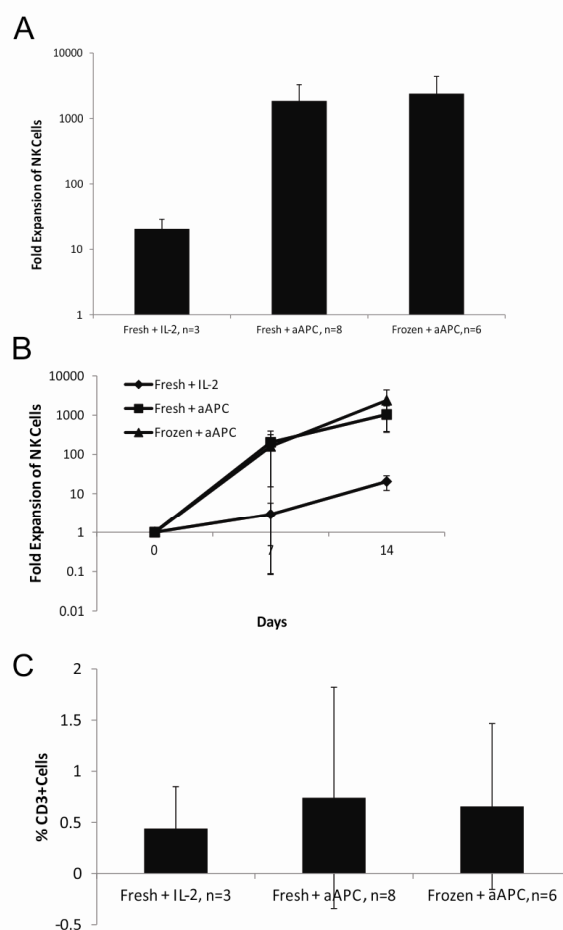 A
Fold Expansion of NK Cells
10000
1000
100
10
1
Fresh + IL-2, n=3
Fresh + aAPC, n=8
Frozen + aAPC, n=6
B
Fold Expansion of NK Cells
10000
1000
100
10
1
0.1
0.01
Fresh + IL-2
Fresh + aAPC
Frozen + aAPC
0
7
14
Days
C
% CD3+Cells
2
1.5
1
0.5
0
-0.5
Fresh + IL-2, n=3
Fresh + aAPC, n=8
Frozen + aAPC, n=6